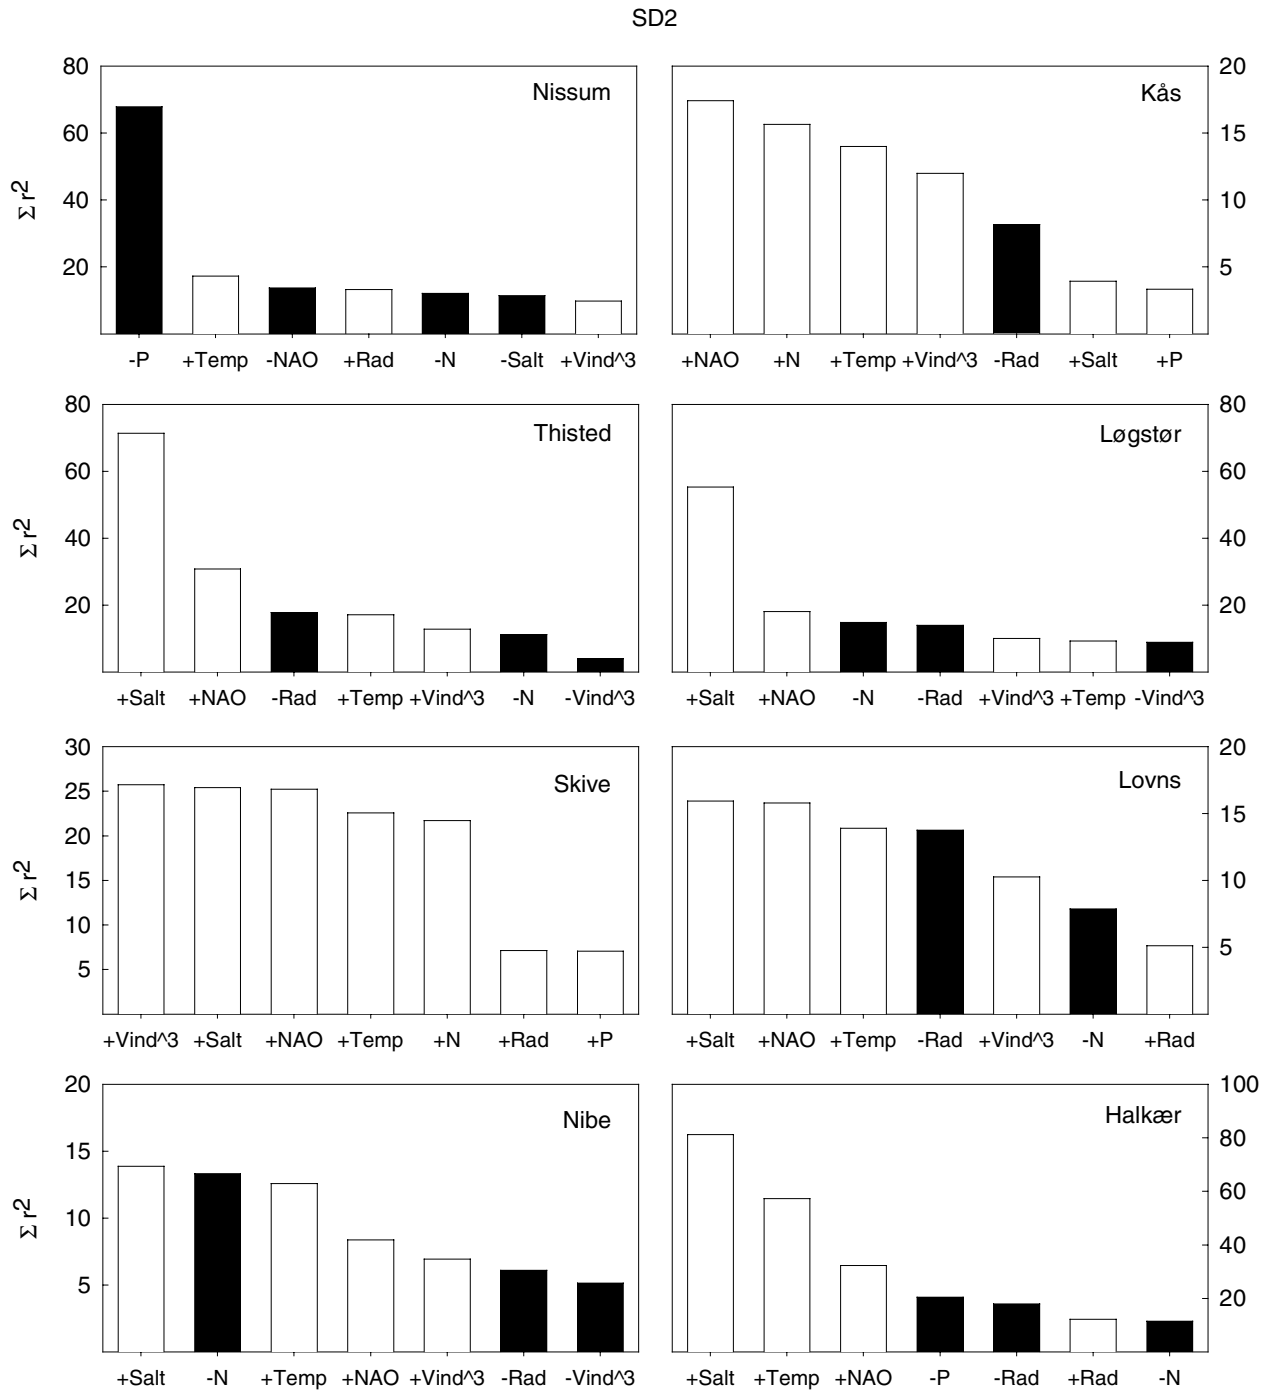 SD2
Nissum
80
60
40
20
Σ r^2
-P +Temp -NAO +Rad -N -Salt +Vind^3
Kås
20
15
10
5
+NAO +N +Temp +Vind^3 -Rad +Salt +P
Thisted
80
60
40
20
Σ r^2
+Salt +NAO -Rad +Temp +Vind^3 -N -Vind^3
Løgstør
80
60
40
20
+Salt +NAO -N -Rad +Vind^3 +Temp -Vind^3
Skive
30
25
20
15
10
5
Σ r^2
+Vind^3 +Salt +NAO +Temp +N +Rad +P
Lovns
20
15
10
5
+Salt +NAO +Temp -Rad +Vind^3 -N +Rad
Nibe
20
15
10
5
Σ r^2
+Salt -N +Temp +NAO +Vind^3 -Rad -Vind^3
Halkær
100
80
60
40
20
+Salt +Temp +NAO -P -Rad +Rad -N